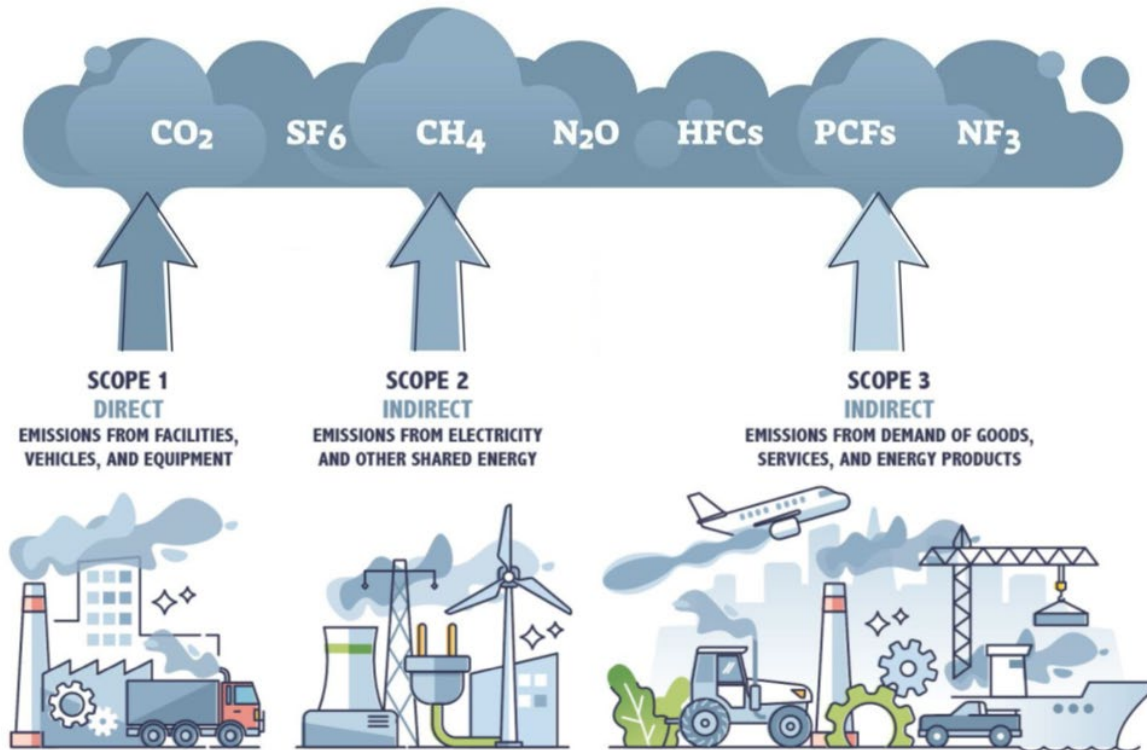 CO₂ SF₆ CH₄ N₂O HFCs PCFs NF₃
SCOPE 1
DIRECT
EMISSIONS FROM FACILITIES,
VEHICLES, AND EQUIPMENT
SCOPE 2
INDIRECT
EMISSIONS FROM ELECTRICITY
AND OTHER SHARED ENERGY
SCOPE 3
INDIRECT
EMISSIONS FROM DEMAND OF GOODS,
SERVICES, AND ENERGY PRODUCTS